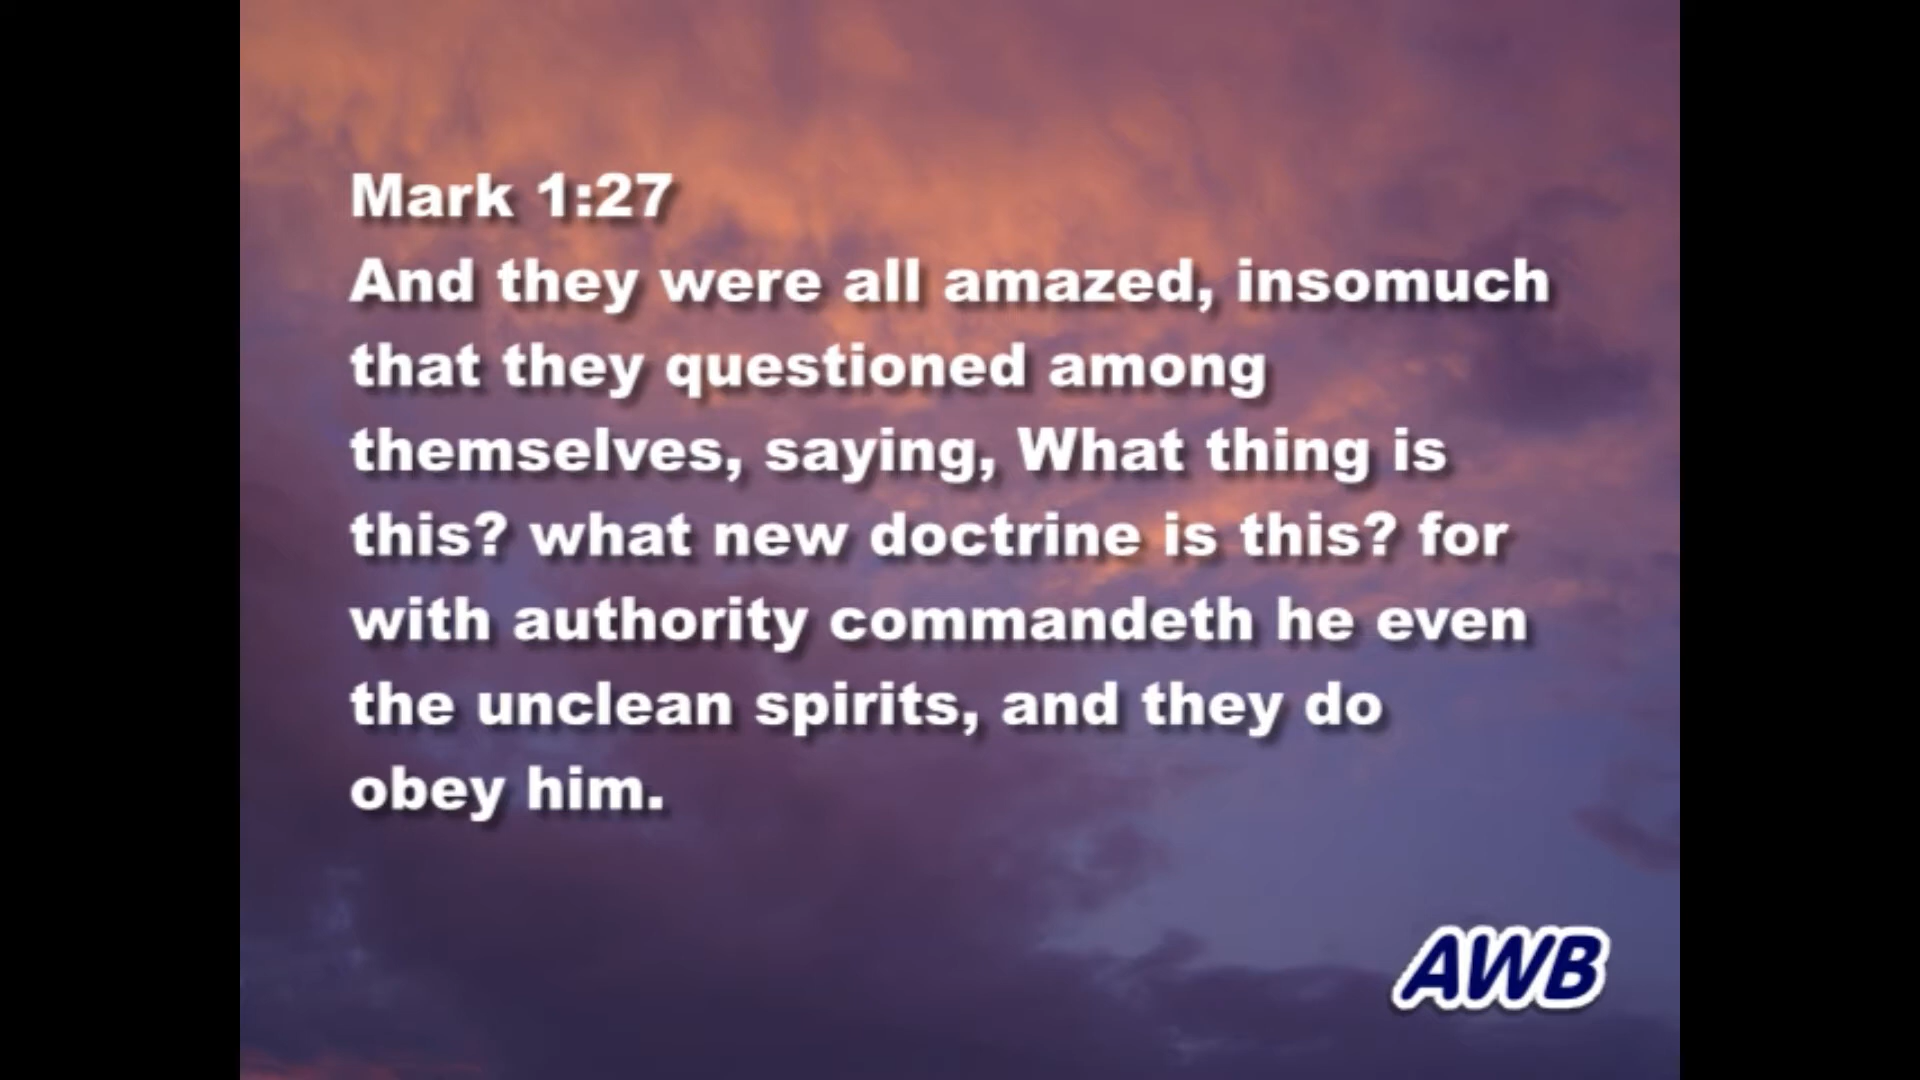 Mark 1:27
And they were all amazed, insomuch
that they questioned among
themselves, saying, What thing is
this? what new doctrine is this? for
with authority commandeth he even
the unclean spirits, and they do
obey him.
AWB